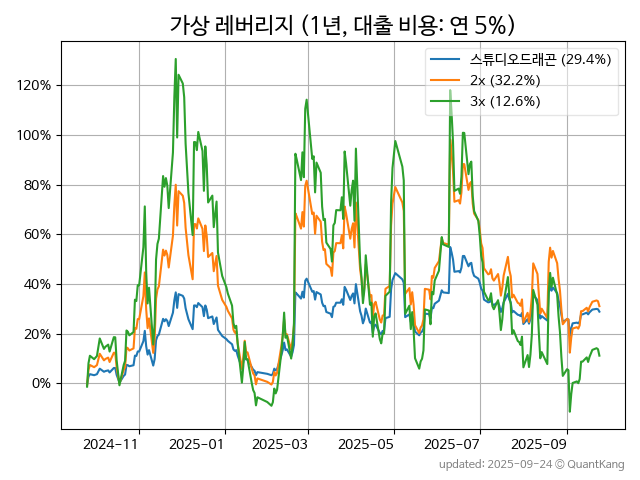 가상 레버리지 (1년, 대출 비용: 연 5%)
스튜디오드래곤 (29.4%)
2x (32.2%)
3x (12.6%)
120%
100%
80%
60%
40%
20%
0%
2024-11
2025-01
2025-03
2025-05
2025-07
2025-09
updated: 2025-09-24 © QuantKang